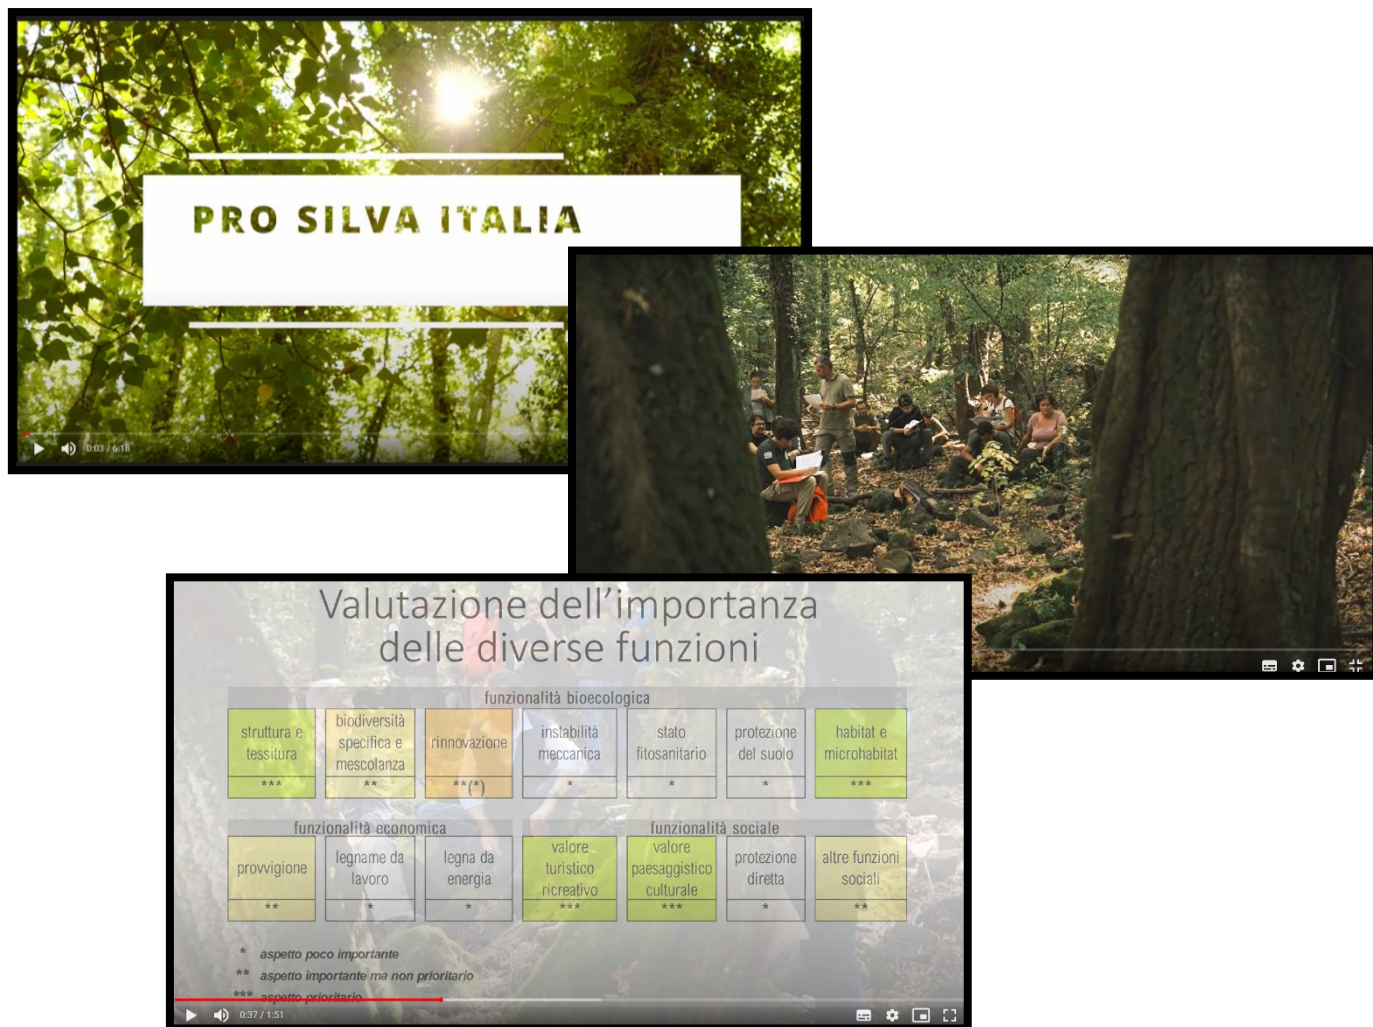 PRO SILVA ITALIA
0:03 / 6:18
Valutazione dell’importanza
delle diverse funzioni
funzionalità bioecologica
struttura e
tessitura
***
biodiversità
specifica e
mescolanza
**
rinnovazione
**(*)
instabilità
meccanica
*
stato
fitosanitario
*
protezione
del suolo
*
habitat e
microhabitat
***
funzionalità economica
provvigione
**
legname da
lavoro
*
legna da
energia
*
funzionalità sociale
valore
turistico
ricreativo
***
valore
paesaggistico
culturale
***
protezione
diretta
*
altre funzioni
sociali
**
* aspetto poco importante
** aspetto importante ma non prioritario
*** aspetto prioritario
0:37 / 1:51